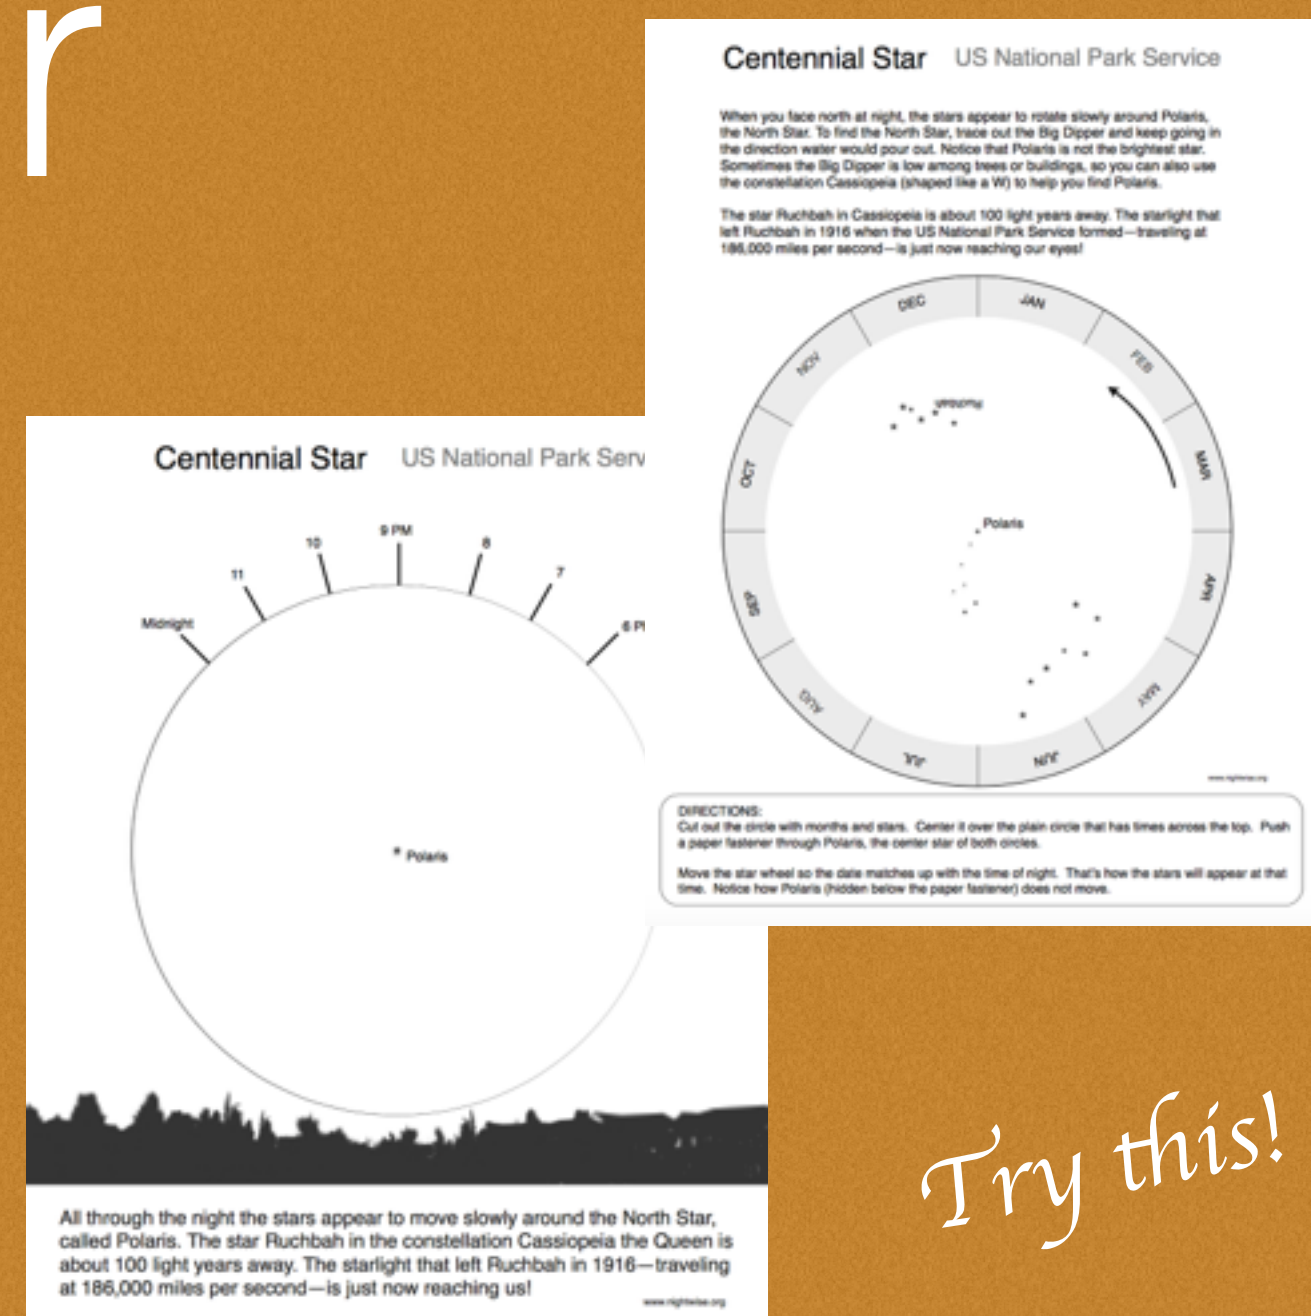 r
Centennial Star US National Park Service
When you face north at night, the stars appear to rotate slowly around Polaris,
the North Star. To find the North Star, trace out the Big Dipper and keep going in
the direction water would pour out. Notice that Polaris is not the brightest star.
Sometimes the Big Dipper is low among trees or buildings, so you can also use
the constellation Cassiopeia (shaped like a W) to help you find Polaris.
The star Ruchbah in Cassiopeia is about 100 light years away. The starlight that
left Ruchbah in 1916 when the US National Park Service formed—traveling at
186,000 miles per second—is just now reaching our eyes!
DEC
JAN
NOV
FEB
OCT
MAR
SEP
APR
AUG
MAY
JUL
JUN
Ruchbah
Polaris
www.nightwise.org
DIRECTIONS:
Cut out the circle with months and stars. Center it over the plain circle that has times across the top. Push
a paper fastener through Polaris, the center star of both circles.
Move the star wheel so the date matches up with the time of night. That's how the stars will appear at that
time. Notice how Polaris (hidden below the paper fastener) does not move.
Centennial Star US National Park Serv
9 PM
10
8
11
7
Midnight
6 P
Polaris
All through the night the stars appear to move slowly around the North Star,
called Polaris. The star Ruchbah in the constellation Cassiopeia the Queen is
about 100 light years away. The starlight that left Ruchbah in 1916—traveling
at 186,000 miles per second—is just now reaching us!
www.nightwise.org
Try this!